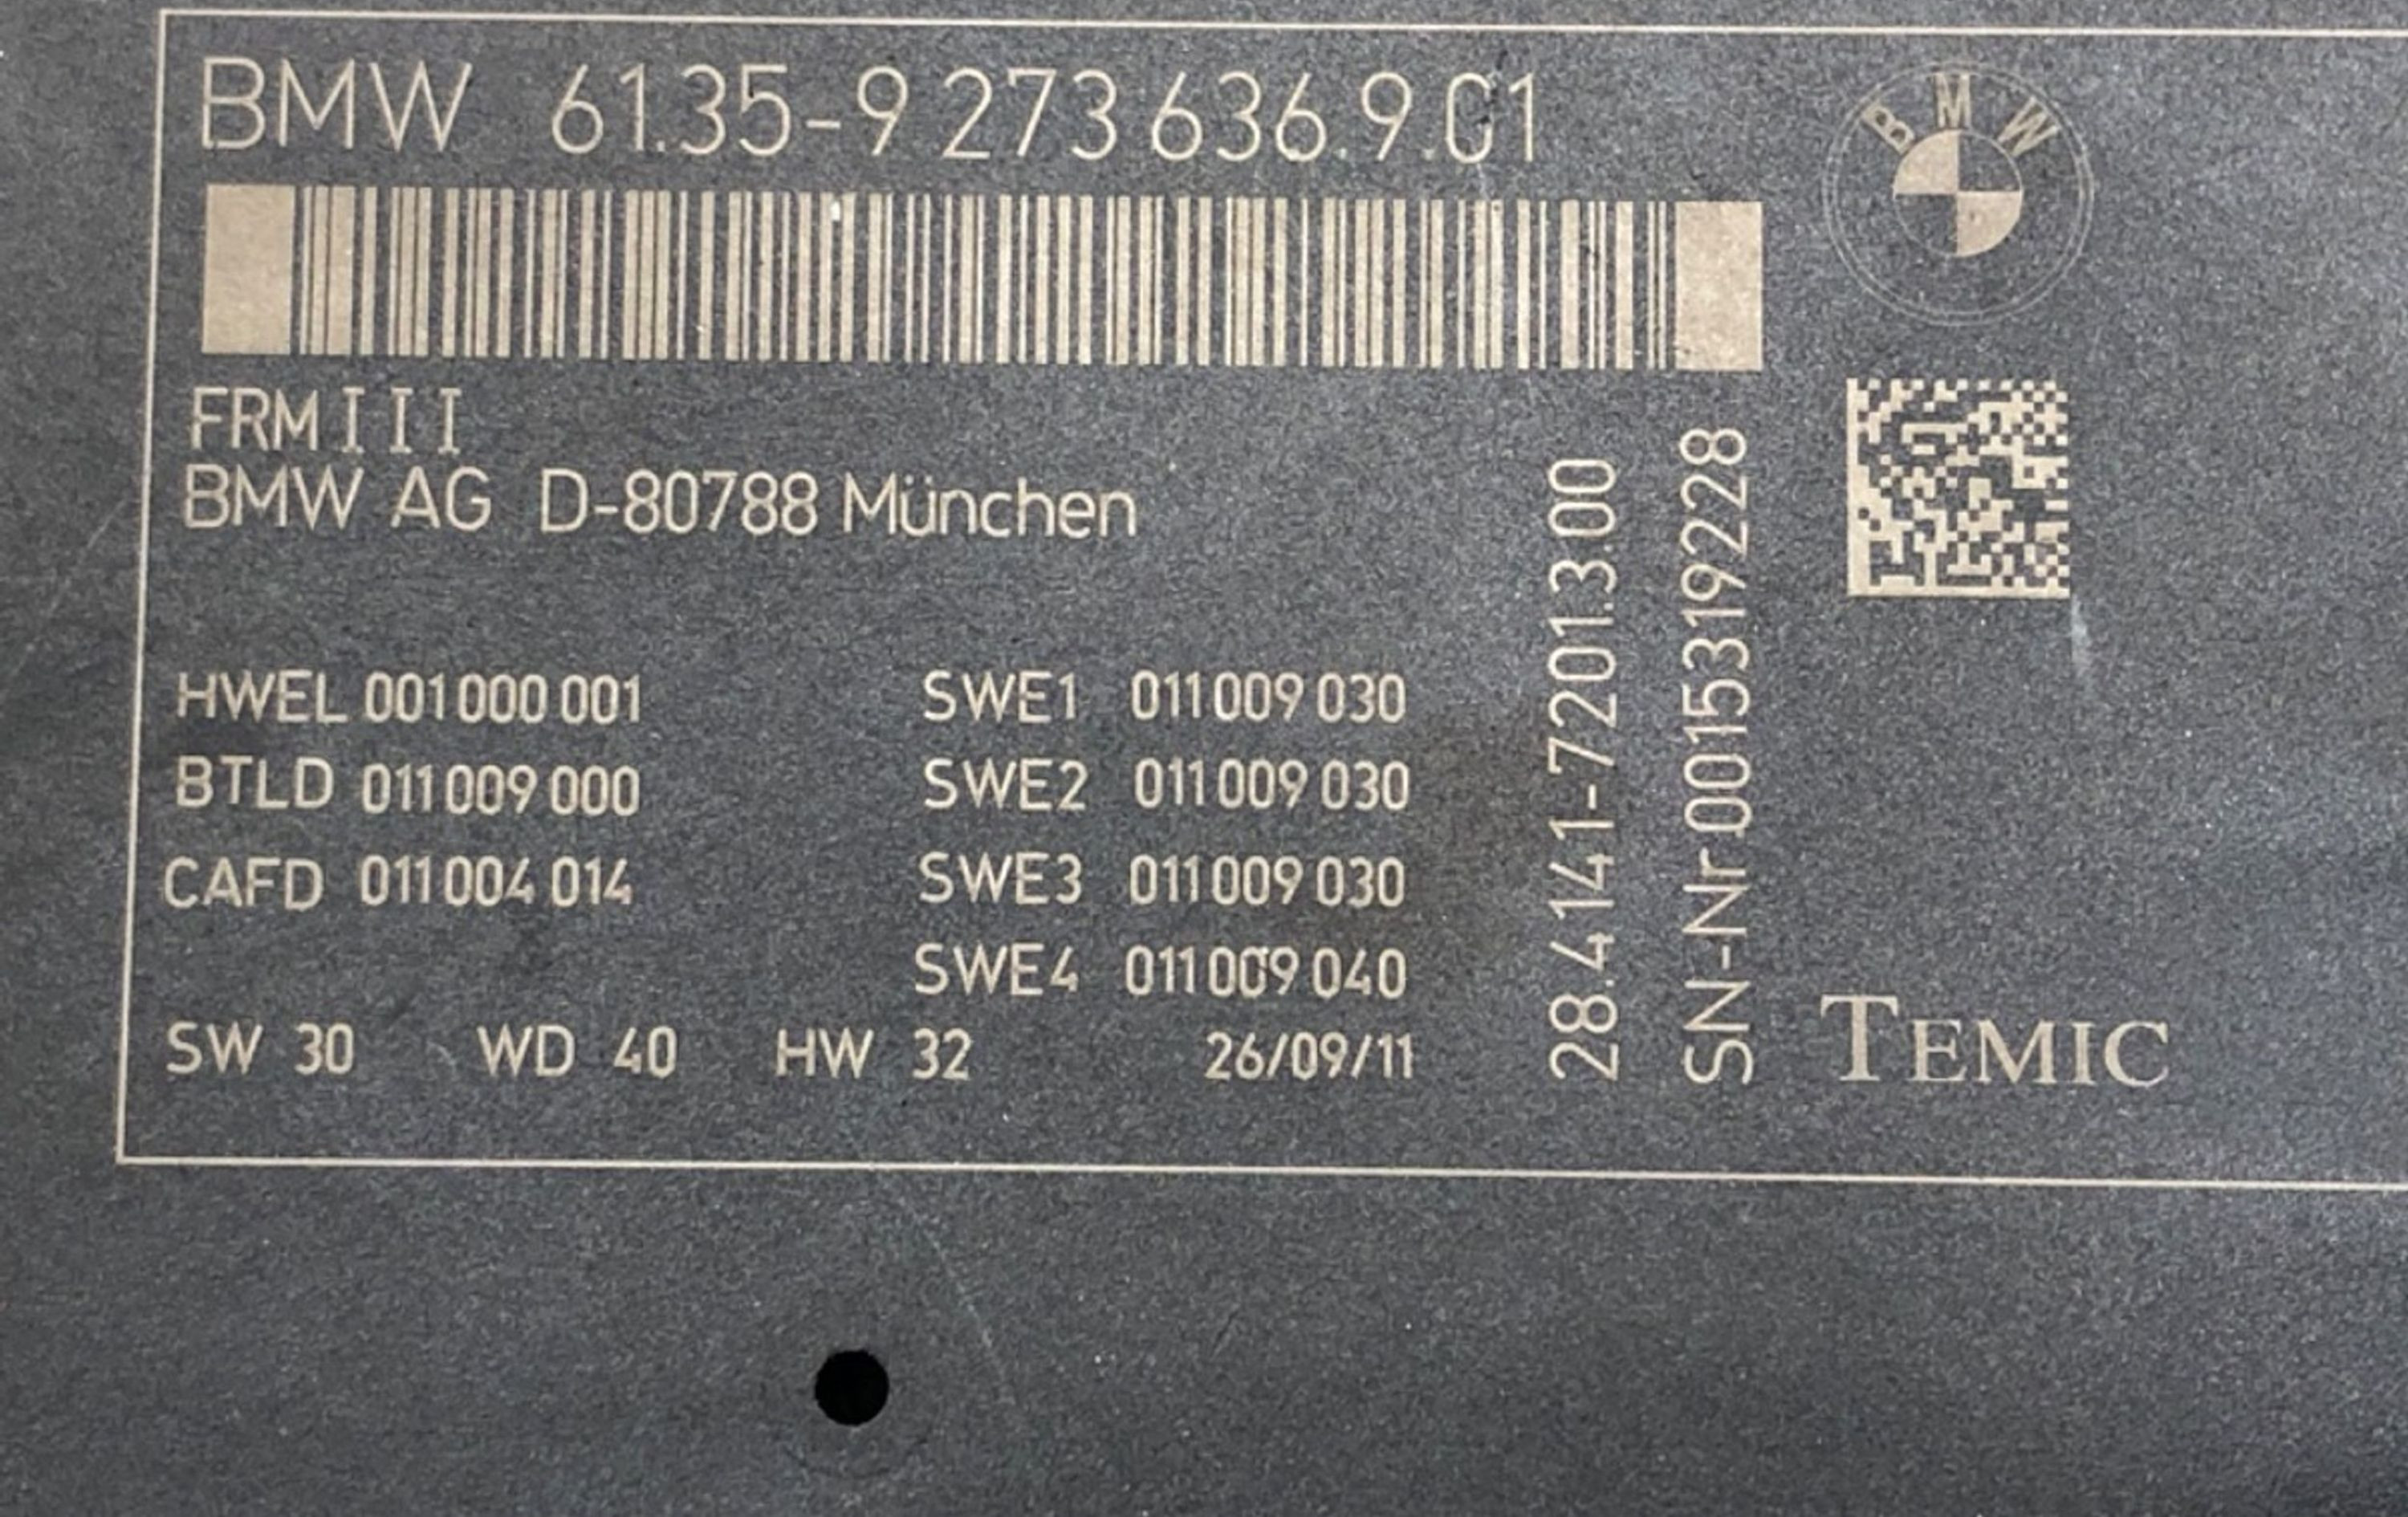 BMW 61.35-9 273 636.9.01
BMW
FRM III
BMW AG D-80788 München
HWEL 001 000 001
BTLD 011 009 000
CAFD 011 004 014
SWE1 011 009 030
SWE2 011 009 030
SWE3 011 009 030
SWE4 011 009 040
SW 30 WD 40 HW 32 26/09/11
28.4141-7201.3.00
SN-Nr 0015319228
TEMIC